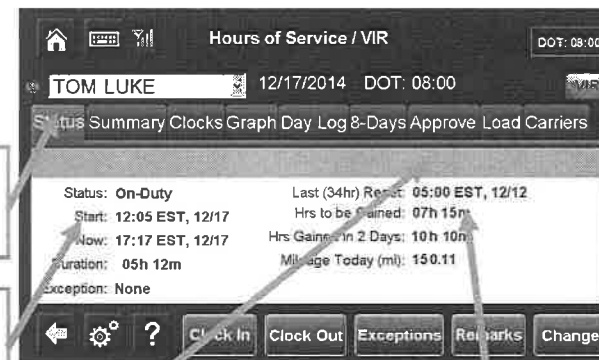 Hours of Service / VIR
DOT: 08:00
TOM LUKE 12/17/2014 DOT: 08:00 VIR
Status Summary Clocks Graph Day Log 8-Days Approve Load Carriers
Status: On-Duty
Start: 12:05 EST, 12/17
Now: 17:17 EST, 12/17
Duration: 05h 12m
Exception: None
Last (34hr) Reset: 05:00 EST, 12/12
Hrs to be Gained: 07h 15m
Hrs Gained in 2 Days: 10h 10m
Mileage Today (mi): 150.11
? Clock In Clock Out Exceptions Remarks Change